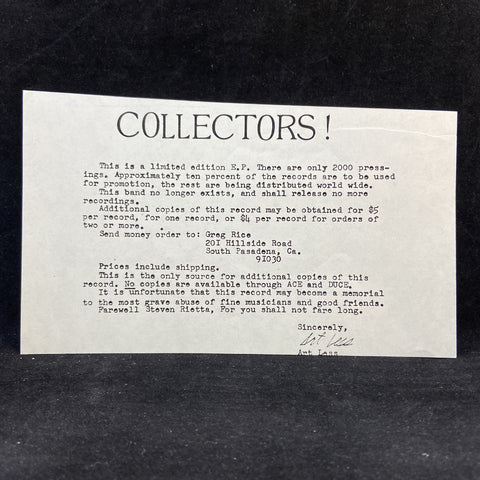 COLLECTORS!
This is a limited edition E.P. There are only 2000 press-
ings. Approximately ten percent of the records are to be used
for promotion, the rest are being distributed world wide.
This band no longer exists, and shall release no more
recordings.
Additional copies of this record may be obtained for $5
per record, for one record, or $4 per record for orders of
two or more.
Send money order to: Greg Rice
201 Hillside Road
South Pasadena, Ca.
91030
Prices include shipping.
This is the only source for additional copies of this
record. No copies are available through ACE and DUCE.
It is unfortunate that this record may become a memorial
to the most grave abuse of fine musicians and good friends.
Farewell Steven Rietta, For you shall not fare long.
Sincerely,
Art Less
Art Less